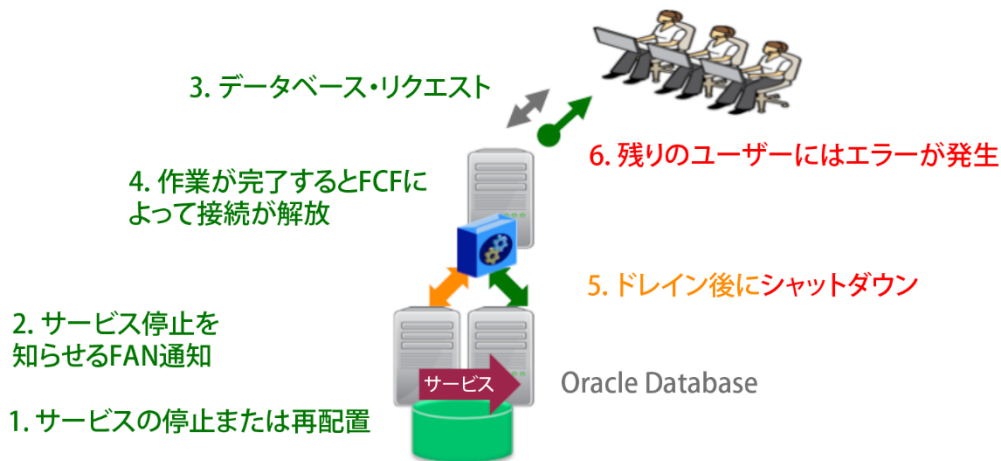 3. データベース・リクエスト
6. 残りのユーザーにはエラーが発生
4. 作業が完了するとFCFに
よって接続が解放
5. ドレイン後にシャットダウン
2. サービス停止を
知らせるFAN通知
サービス
Oracle Database
1. サービスの停止または再配置